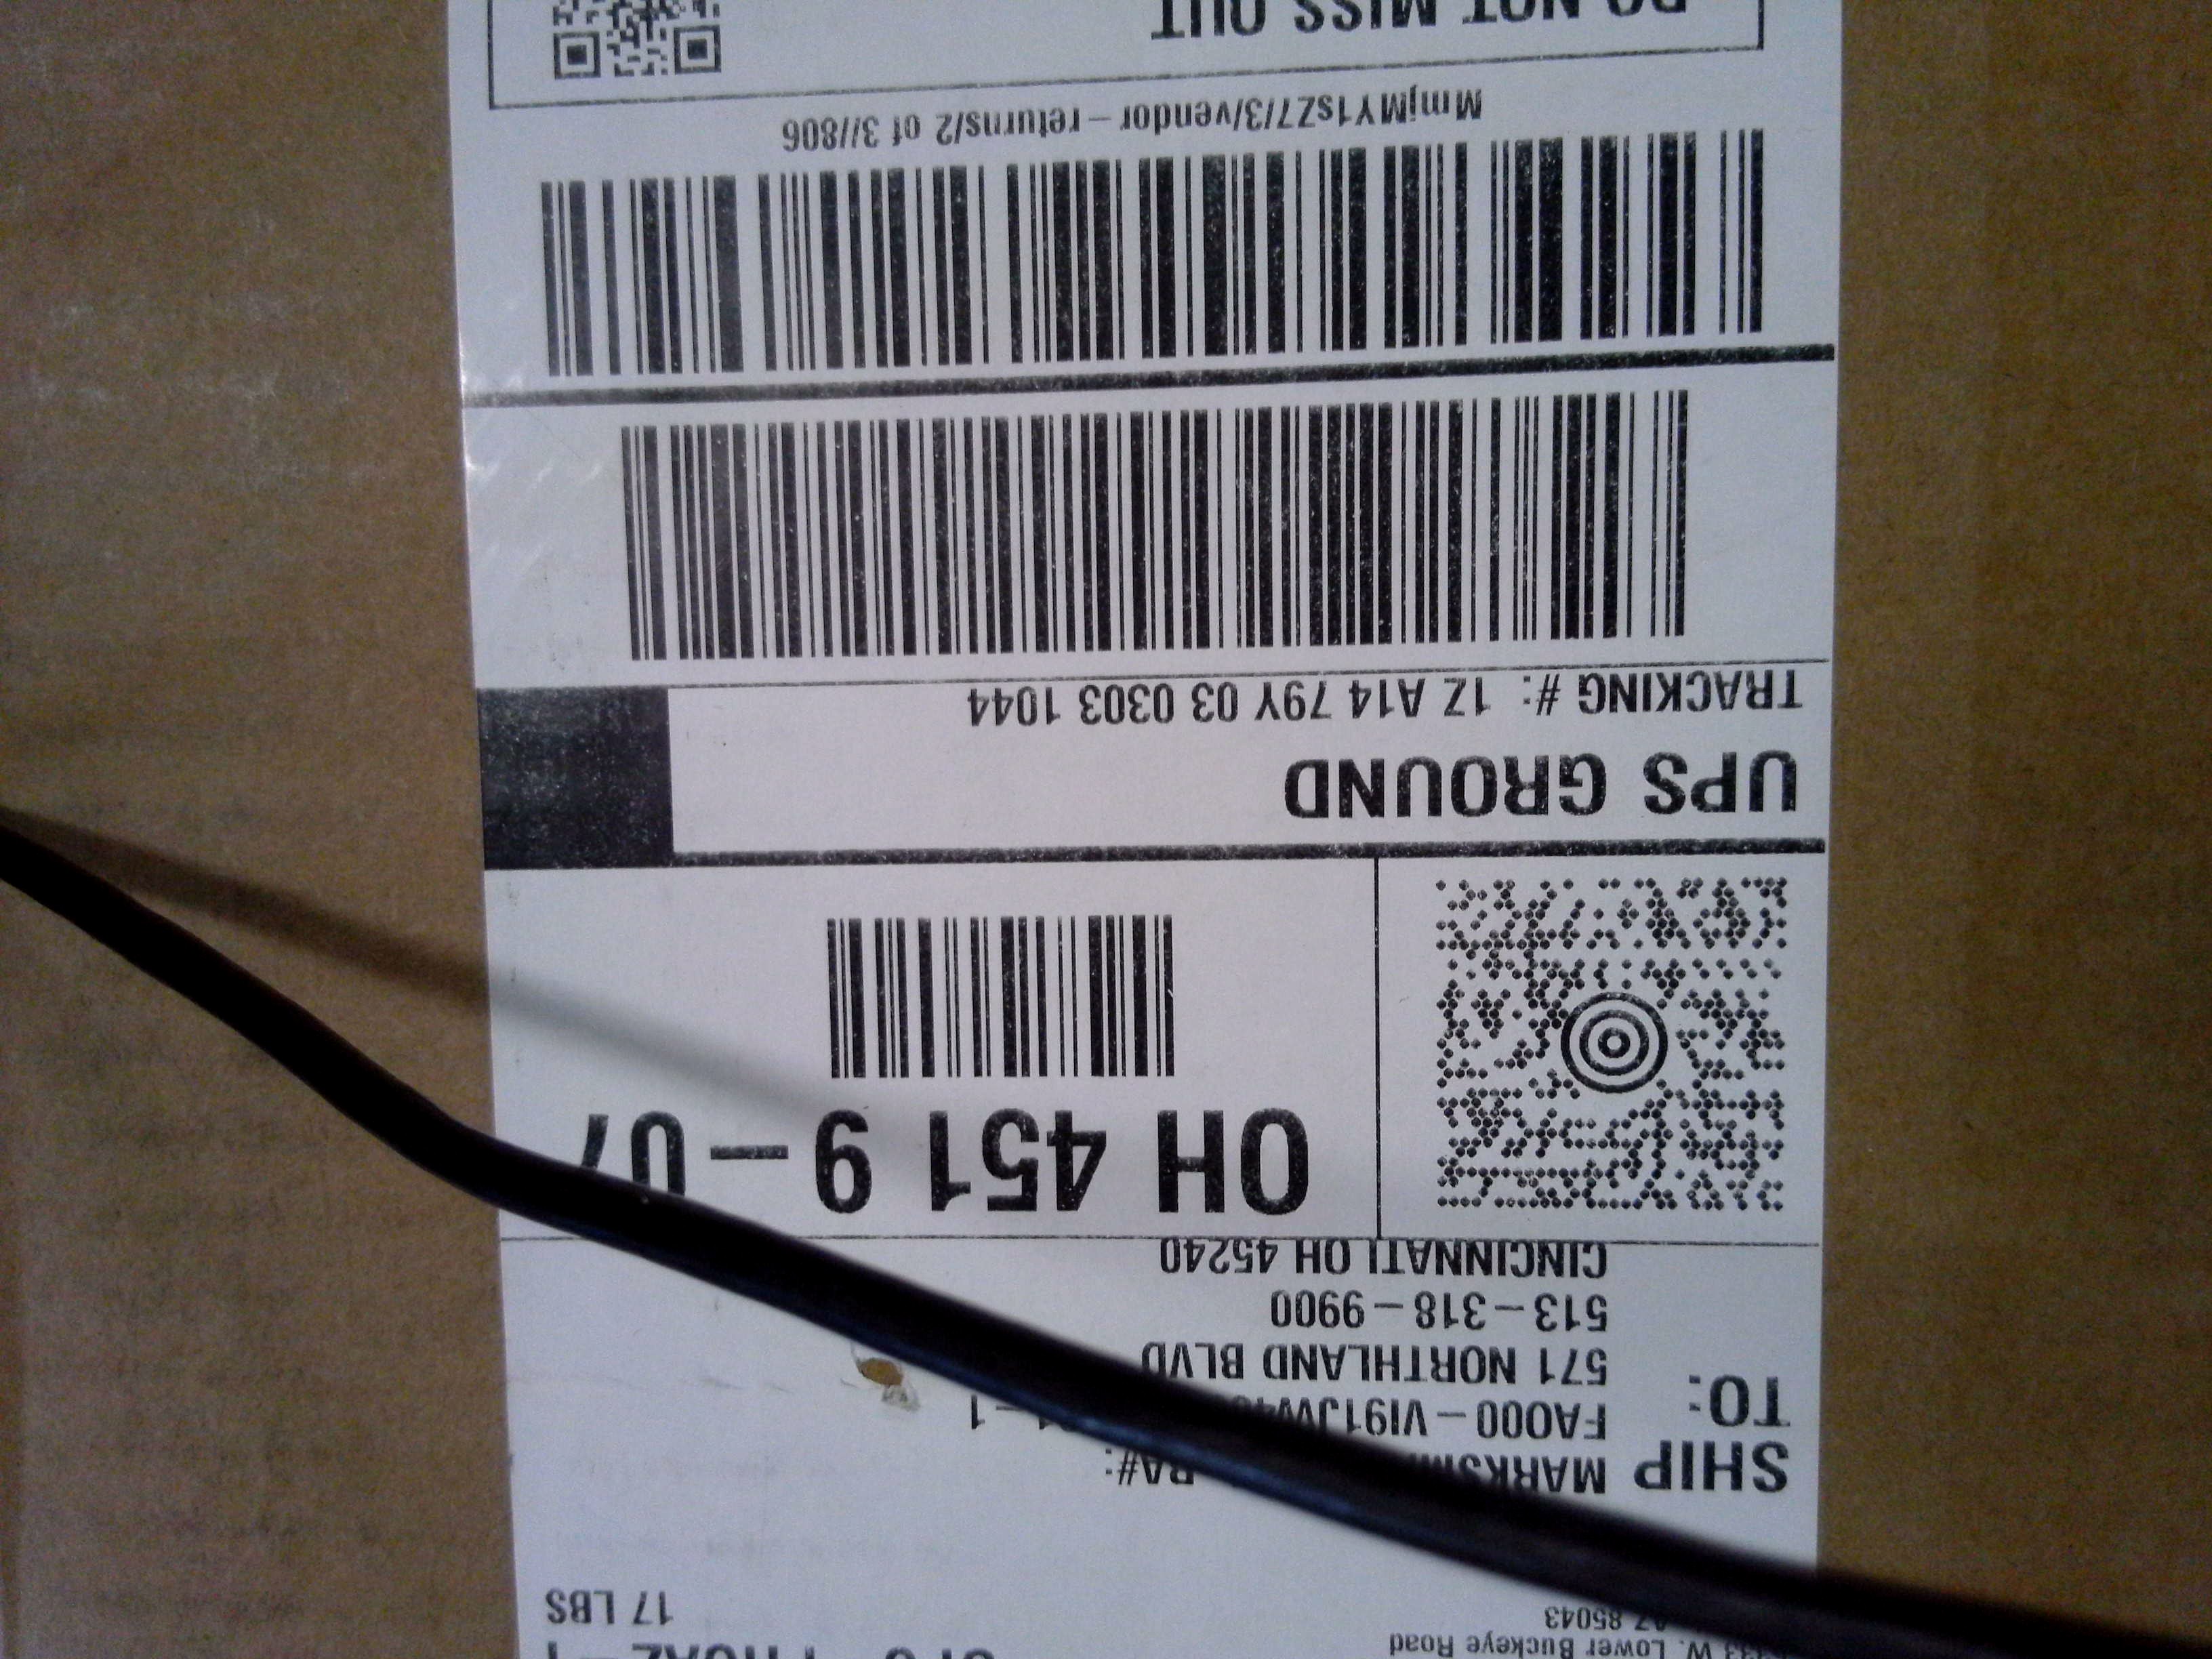 17 LBS
Lower Buckeye Road
85043
SHIP
TO:
RA#:
FA000-VI91JW
571 NORTHLAND BLVD
513-318-9900
CINCINNATI OH 45240
OH 451 9-07
UPS GROUND
TRACKING #: 1Z A14 79Y 03 0303 1044
MmjMY1sZ7/3/vendor-returns/2 of 3//806
DO NOT MISS OUT